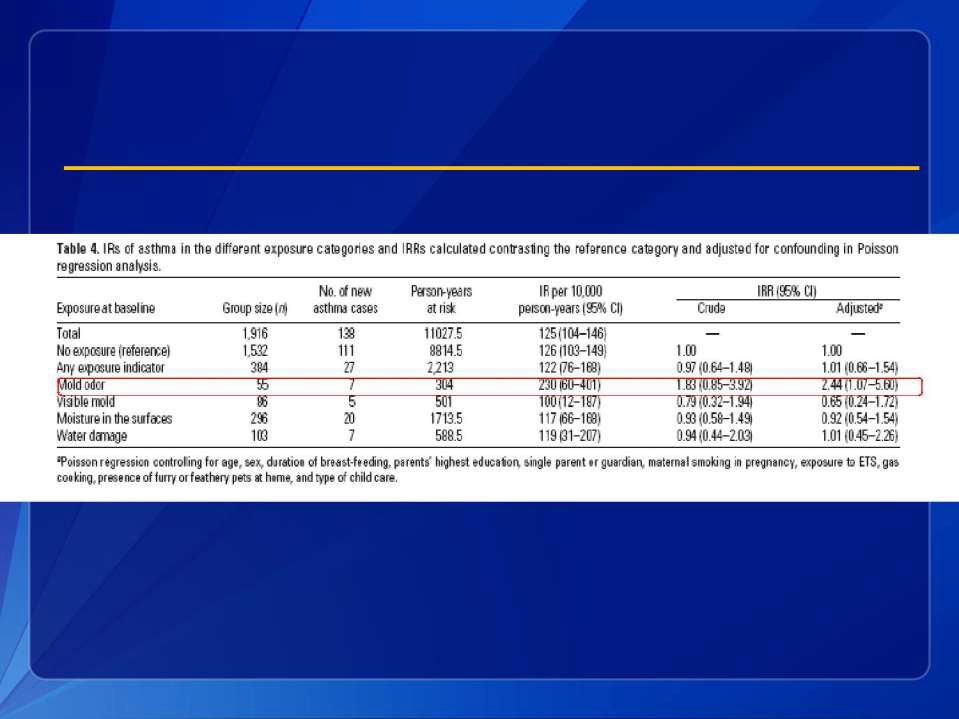 Table 4. IRs of asthma in the different exposure categories and IRRs calculated contrasting the reference category and adjusted for confounding in Poisson
regression analysis.
No. of new Person-years IR per 10,000 IRR (95% CI)
Exposure at baseline Group size (n) asthma cases at risk person-years (95% CI) Crude Adjustedᵃ
Total 1,916 138 11027.5 125 (104–146) — —
No exposure (reference) 1,532 111 8814.5 126 (103–149) 1.00 1.00
Any exposure indicator 384 27 2,213 122 (76–168) 0.97 (0.64–1.48) 1.01 (0.66–1.54)
Mold odor 55 7 304 230 (60–401) 1.83 (0.85–3.92) 2.44 (1.07–5.60)
Visible mold 86 5 501 100 (12–187) 0.79 (0.32–1.94) 0.65 (0.24–1.72)
Moisture in the surfaces 296 20 1713.5 117 (66–168) 0.93 (0.58–1.49) 0.92 (0.54–1.54)
Water damage 103 7 588.5 119 (31–207) 0.94 (0.44–2.03) 1.01 (0.45–2.26)
ᵃPoisson regression controlling for age, sex, duration of breast-feeding, parents' highest education, single parent or guardian, maternal smoking in pregnancy, exposure to ETS, gas
cooking, presence of furry or feathery pets at home, and type of child care.